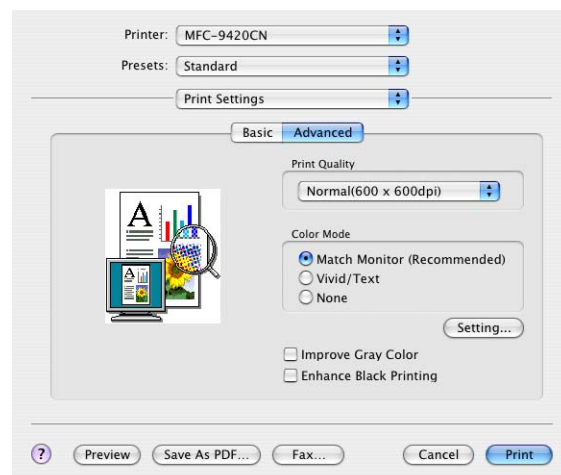 Printer: MFC-9420CN
Presets: Standard
Print Settings
Basic Advanced
Print Quality
Normal(600 x 600dpi)
Color Mode
Match Monitor (Recommended)
Vivid/Text
None
Setting...
Improve Gray Color
Enhance Black Printing
A
A
? Preview Save As PDF... Fax... Cancel Print